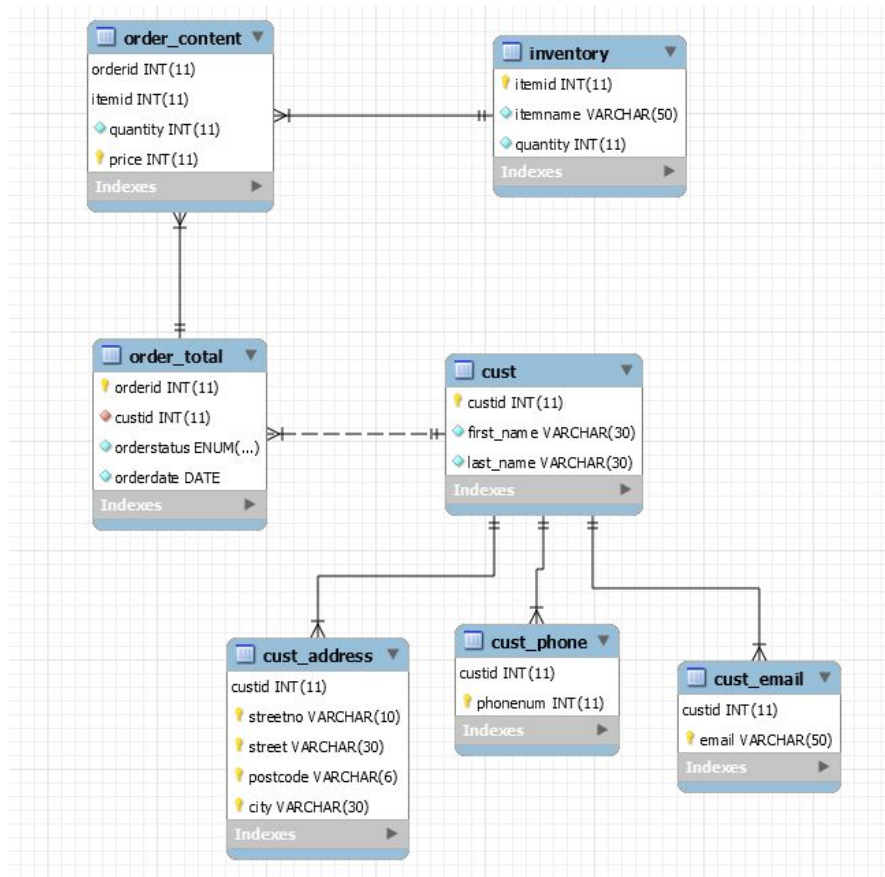 order_content
orderid INT(11)
itemid INT(11)
quantity INT(11)
price INT(11)
Indexes
inventory
itemid INT(11)
itemname VARCHAR(50)
quantity INT(11)
Indexes
order_total
orderid INT(11)
custid INT(11)
orderstatus ENUM(...)
orderdate DATE
Indexes
cust
custid INT(11)
first_name VARCHAR(30)
last_name VARCHAR(30)
Indexes
cust_address
custid INT(11)
streetno VARCHAR(10)
street VARCHAR(30)
postcode VARCHAR(6)
city VARCHAR(30)
Indexes
cust_phone
custid INT(11)
phonenum INT(11)
Indexes
cust_email
custid INT(11)
email VARCHAR(50)
Indexes